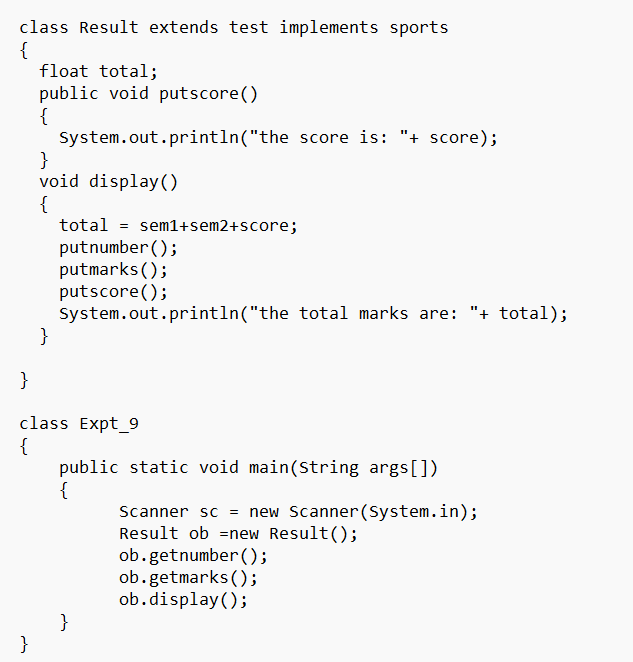 class Result extends test implements sports
{
  float total;
  public void putscore()
  {
    System.out.println("the score is: "+ score);
  }
  void display()
  {
    total = sem1+sem2+score;
    putnumber();
    putmarks();
    putscore();
    System.out.println("the total marks are: "+ total);
  }

}

class Expt_9
{
    public static void main(String args[])
    {
          Scanner sc = new Scanner(System.in);
          Result ob =new Result();
          ob.getnumber();
          ob.getmarks();
          ob.display();
    }
}